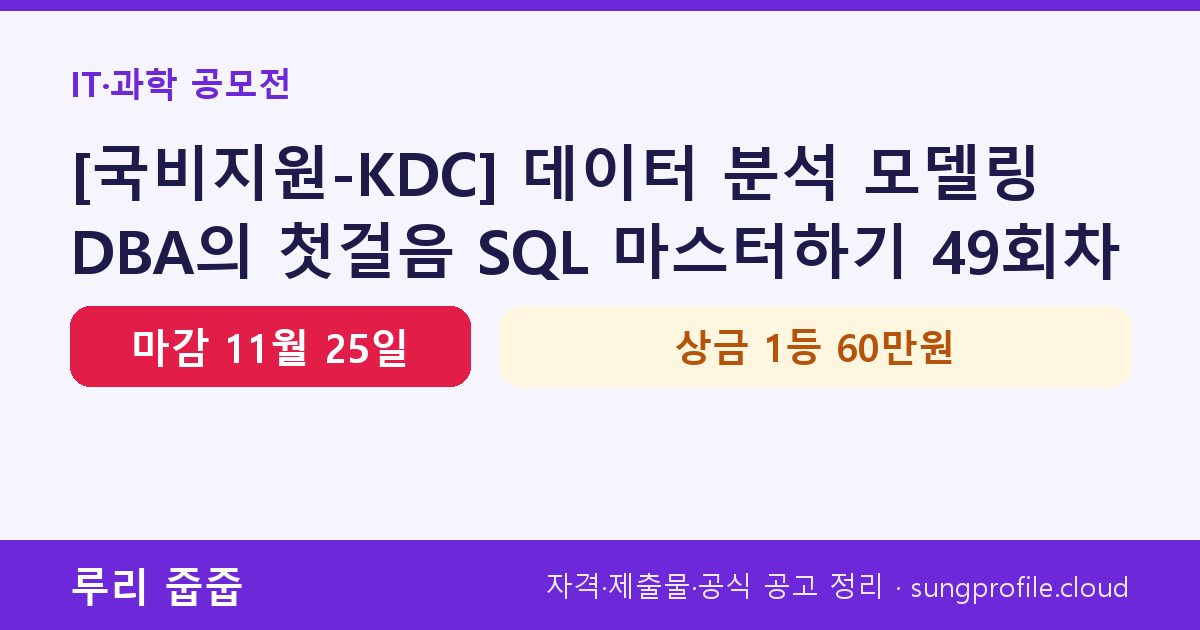 IT·과학 공모전
[국비지원-KDC] 데이터 분석 모델링
DBA의 첫걸음 SQL 마스터하기 49회차
마감 11월 25일
상금 1등 60만원
루리 줍줍
자격·제출물·공식 공고 정리 · sungprofile.cloud